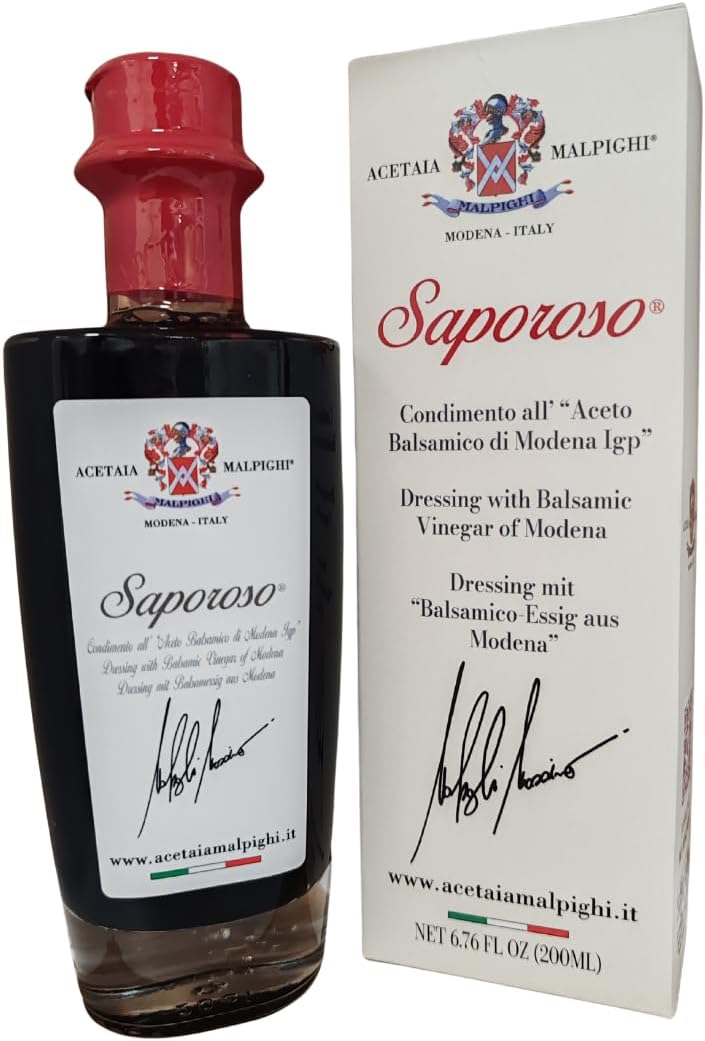 ACETAIA MALPIGHI®
MALPIGHI
MODENA - ITALY
Saporoso®
Condimento all' "Aceto Balsamico di Modena Igp"
Dressing with Balsamic Vinegar of Modena
Dressing mit Balsamessig aus Modena
www.acetaiamalpighi.it
ACETAIA MALPIGHI®
MALPIGHI
MODENA - ITALY
Saporoso®
Condimento all' "Aceto
Balsamico di Modena Igp"
Dressing with Balsamic
Vinegar of Modena
Dressing mit
"Balsamico-Essig aus
Modena"
www.acetaiamalpighi.it
NET 6.76 FL OZ (200ML)